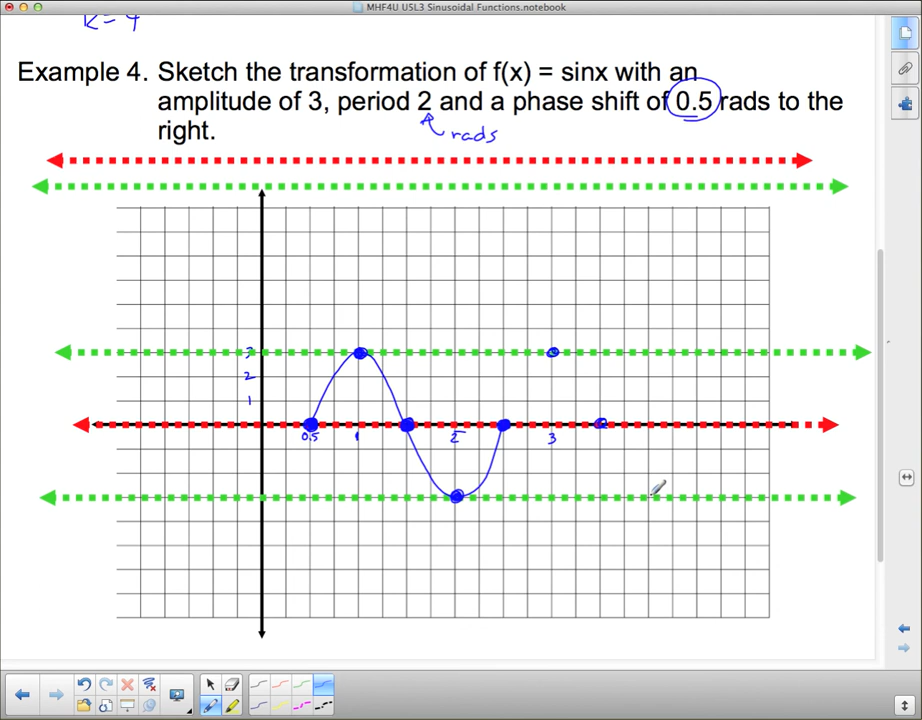 MHF4U U5L3 Sinusoidal Functions.notebook
k = 4
Example 4. Sketch the transformation of f(x) = sinx with an
amplitude of 3, period 2 and a phase shift of 0.5 rads to the
right.
rads
3
2
1
0.5 1 2 3